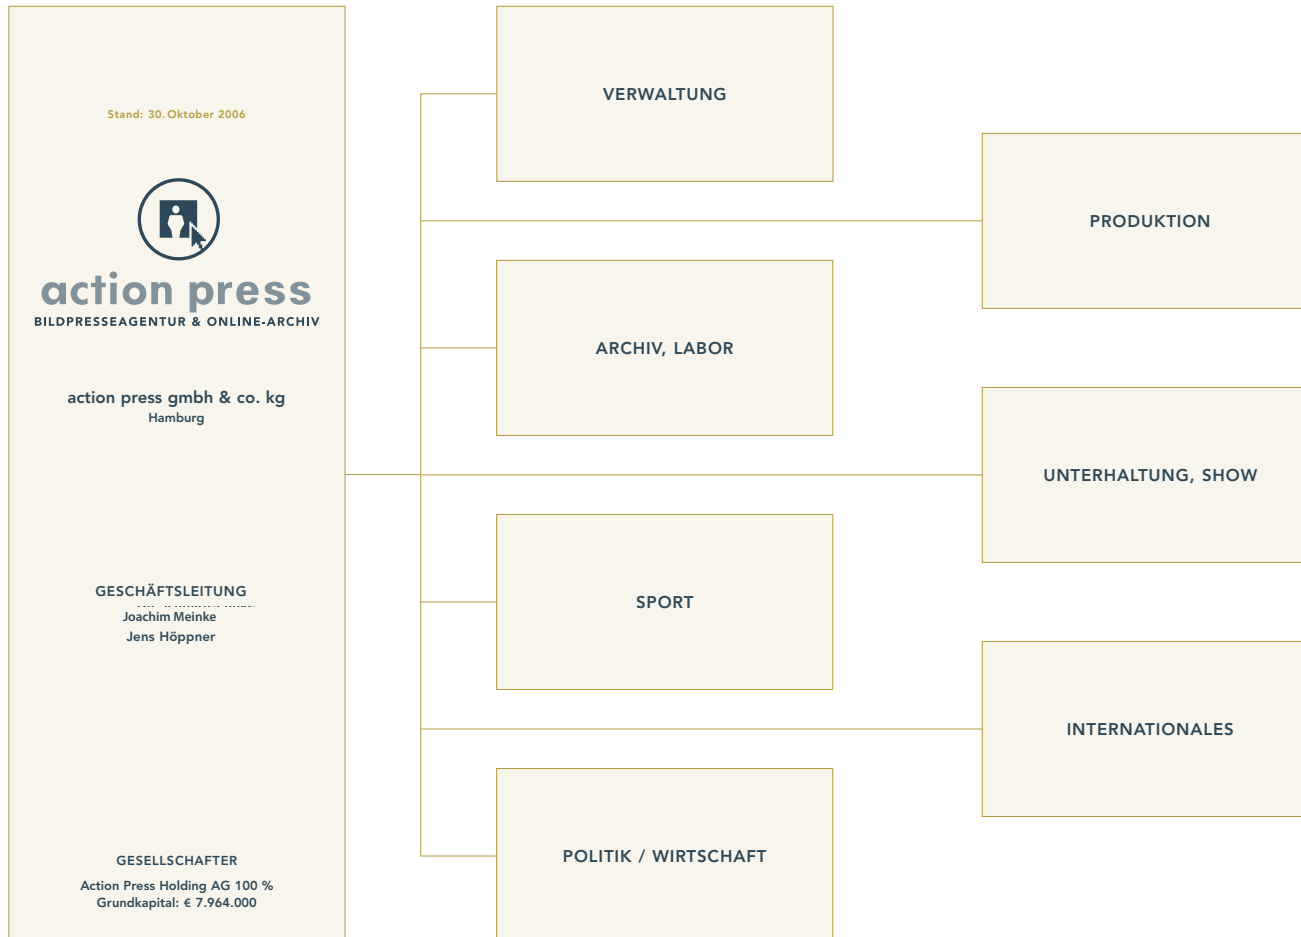 Stand: 30. Oktober 2006
action press
BILDPRESSEAGENTUR & ONLINE-ARCHIV
action press gmbh & co. kg
Hamburg
GESCHÄFTSLEITUNG
Joachim Meinke
Jens Höppner
GESELLSCHAFTER
Action Press Holding AG 100 %
Grundkapital: € 7.964.000
VERWALTUNG
PRODUKTION
ARCHIV, LABOR
UNTERHALTUNG, SHOW
SPORT
INTERNATIONALES
POLITIK / WIRTSCHAFT